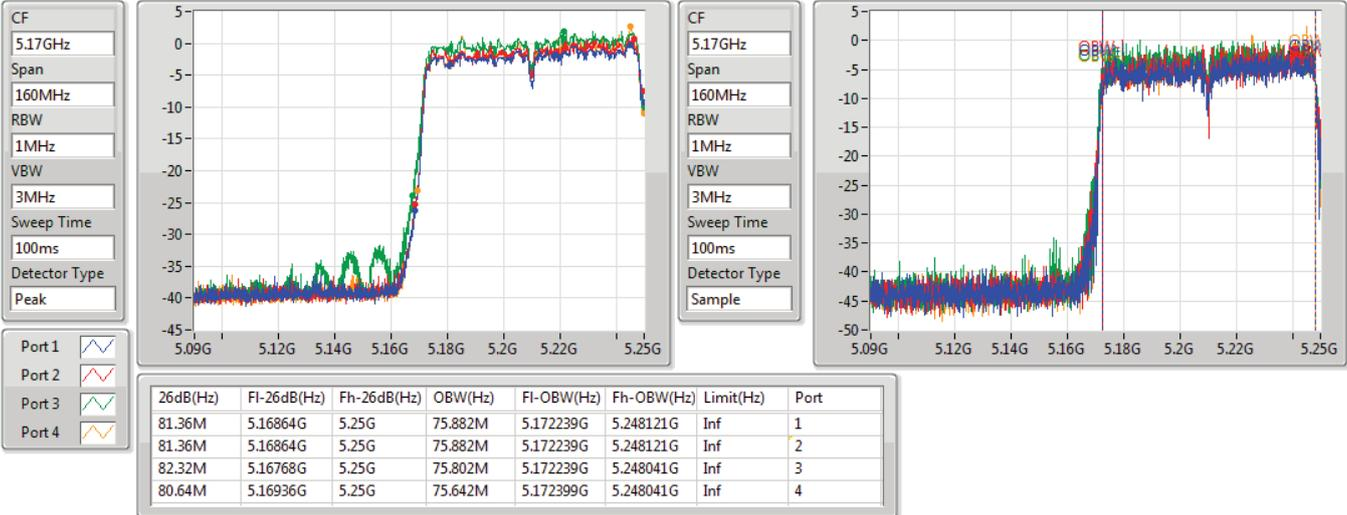 CF
5.17GHz
Span
160MHz
RBW
1MHz
VBW
3MHz
Sweep Time
100ms
Detector Type
Peak
Port 1
Port 2
Port 3
Port 4
5
0
-5
-10
-15
-20
-25
-30
-35
-40
-45
5.09G 5.12G 5.14G 5.16G 5.18G 5.2G 5.22G 5.25G
CF
5.17GHz
Span
160MHz
RBW
1MHz
VBW
3MHz
Sweep Time
100ms
Detector Type
Sample
5
0
-5
-10
-15
-20
-25
-30
-35
-40
-45
-50
5.09G 5.12G 5.14G 5.16G 5.18G 5.2G 5.22G 5.25G
26dB(Hz) Fl-26dB(Hz) Fh-26dB(Hz) OBW(Hz) Fl-OBW(Hz) Fh-OBW(Hz) Limit(Hz) Port
81.36M 5.16864G 5.25G 75.882M 5.172239G 5.248121G Inf 1
81.36M 5.16864G 5.25G 75.882M 5.172239G 5.248121G Inf 2
82.32M 5.16768G 5.25G 75.802M 5.172239G 5.248041G Inf 3
80.64M 5.16936G 5.25G 75.642M 5.172399G 5.248041G Inf 4